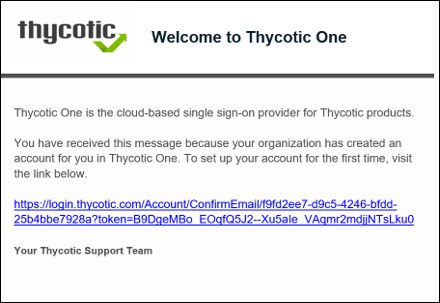 thycotic
Welcome to Thycotic One
Thycotic One is the cloud-based single sign-on provider for Thycotic products.
You have received this message because your organization has created an
account for you in Thycotic One. To set up your account for the first time, visit
the link below.
https://login.thycotic.com/Account/ConfirmEmail/f9fd2ee7-d9c5-4246-bfdd-
25b4bbe7928a?token=B9DgeMBo_EOqfQ5J2--Xu5aIe_VAqmr2mdjjNTsLku0
Your Thycotic Support Team